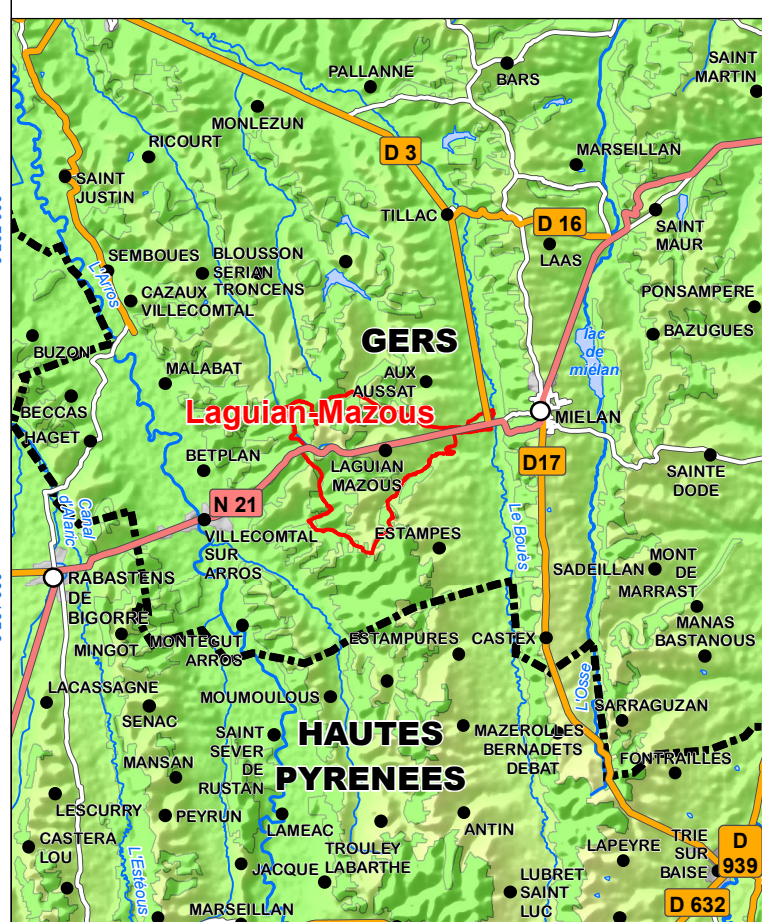 PALLANNE
BARS
SAINT
MARTIN
MONLEZUN
RICOURT
D 3
MARSEILLAN
SAINT
JUSTIN
TILLAC
D 16
SAINT
MAUR
LAAS
SEMBOUES
BLOUSSON
SERIAN
TRONCENS
L'Arros
CAZAUX
VILLECOMTAL
PONSAMPERE
BUZON
GERS
lac
de
miélan
BAZUGUES
MALABAT
AUX
AUSSAT
BECCAS
Laguian-Mazous
MIELAN
HAGET
BETPLAN
LAGUIAN
MAZOUS
D17
SAINTE
DODE
N 21
Canal
d'Alaric
VILLECOMTAL
SUR
ARROS
ESTAMPES
Le Bouès
SADEILLAN
MONT
DE
MARRAST
RABASTENS
DE
BIGORRE
MINGOT
MONTEGUT
ARROS
ESTAMPURES
CASTEX
MANAS
BASTANOUS
L'Osse
LACASSAGNE
MOUMOULOUS
SENAC
SARRAGUZAN
SAINT
SEVER
DE
RUSTAN
HAUTES
PYRENEES
MAZEROLLES
BERNADETS
DEBAT
MANSAN
FONTRAILLES
LESCURRY
PEYRUN
LAMEAC
ANTIN
CASTERA
LOU
TROULEY
LABARTHE
LAPEYRE
TRIE
SUR
BAISE
D
939
L'Estéous
JACQUE
LUBRET
SAINT
LUC
D 632
MARSEILLAN